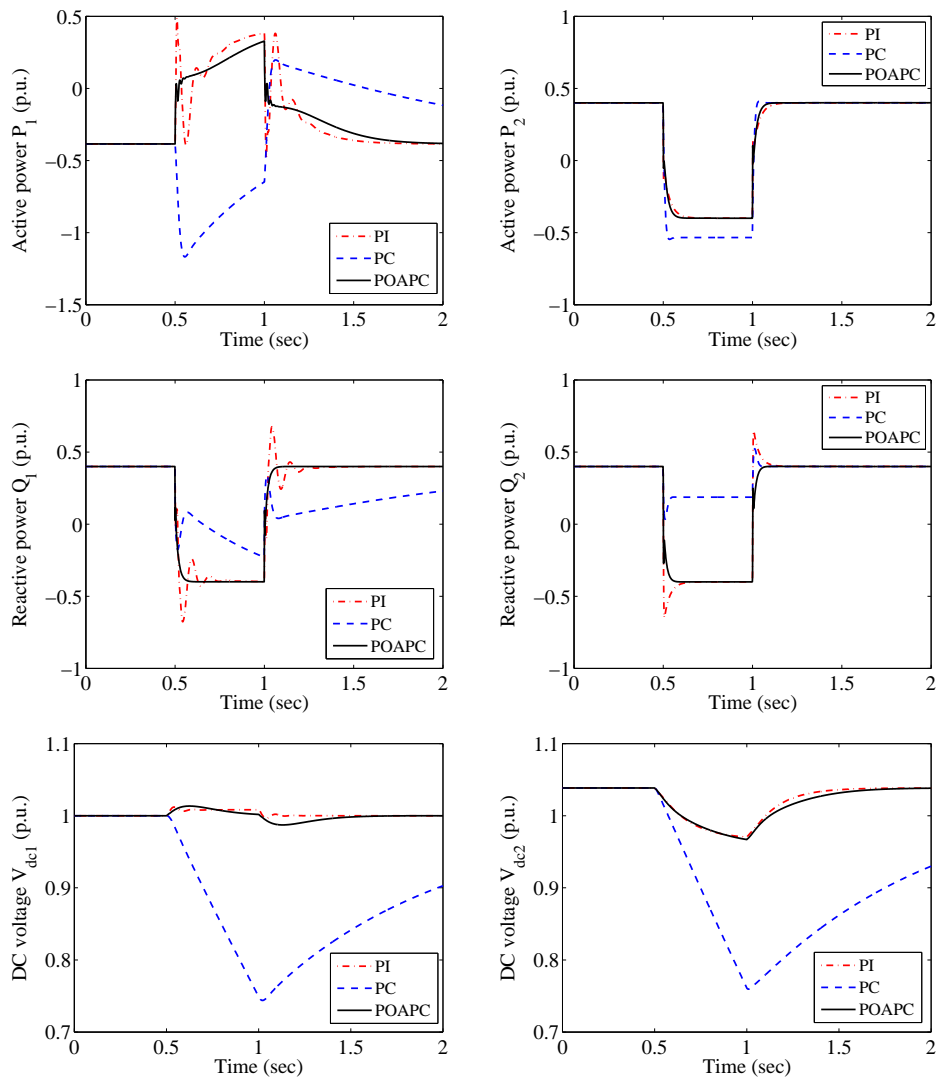 Active power P1 (p.u.)
0.5
0
−0.5
−1
−1.5
0
0.5
1
1.5
2
Time (sec)
PI
PC
POAPC
Active power P2 (p.u.)
1
0.5
0
−0.5
−1
0
0.5
1
1.5
2
Time (sec)
PI
PC
POAPC
Reactive power Q1 (p.u.)
1
0.5
0
−0.5
−1
0
0.5
1
1.5
2
Time (sec)
PI
PC
POAPC
Reactive power Q2 (p.u.)
1
0.5
0
−0.5
−1
0
0.5
1
1.5
2
Time (sec)
PI
PC
POAPC
DC voltage Vdc1 (p.u.)
1.1
1
0.9
0.8
0.7
0
0.5
1
1.5
2
Time (sec)
PI
PC
POAPC
DC voltage Vdc2 (p.u.)
1.1
1
0.9
0.8
0.7
0
0.5
1
1.5
2
Time (sec)
PI
PC
POAPC